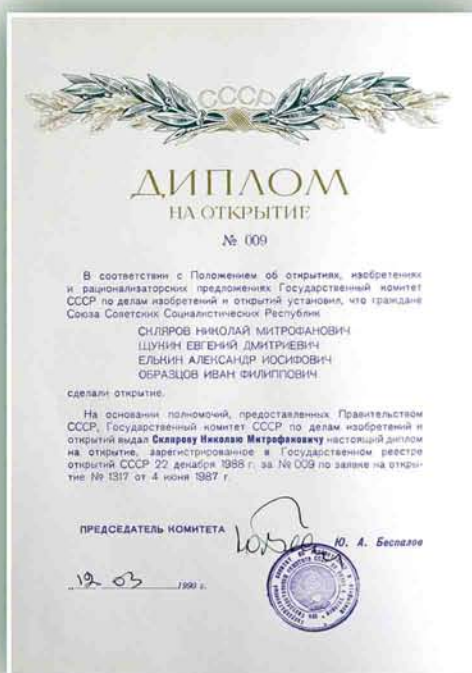 СССР
ДИПЛОМ
НА ОТКРЫТИЕ
№ 009
В соответствии с Положением об открытиях, изобретениях
и рационализаторских предложениях Государственный комитет
СССР по делам изобретений и открытий установил, что граждане
Союза Советских Социалистических Республик
СКЛЯРОВ НИКОЛАЙ МИТРОФАНОВИЧ
ЩУКИН ЕВГЕНИЙ ДМИТРИЕВИЧ
ЕЛЬКИН АЛЕКСАНДР ИОСИФОВИЧ
ОБРАЗЦОВ ИВАН ФИЛИППОВИЧ
сделали открытие.
На основании полномочий, предоставленных Правительством
СССР, Государственный комитет СССР по делам изобретений и
открытий выдал Склярову Николаю Митрофановичу настоящий диплом
на открытие, зарегистрированное в Государственном реестре
открытий СССР 22 декабря 1988 г. за № 009 по заявке на откры-
тие № 1317 от 4 июня 1987 г.
ПРЕДСЕДАТЕЛЬ КОМИТЕТА
Ю. А. Беспалов
12 03 1990 г.